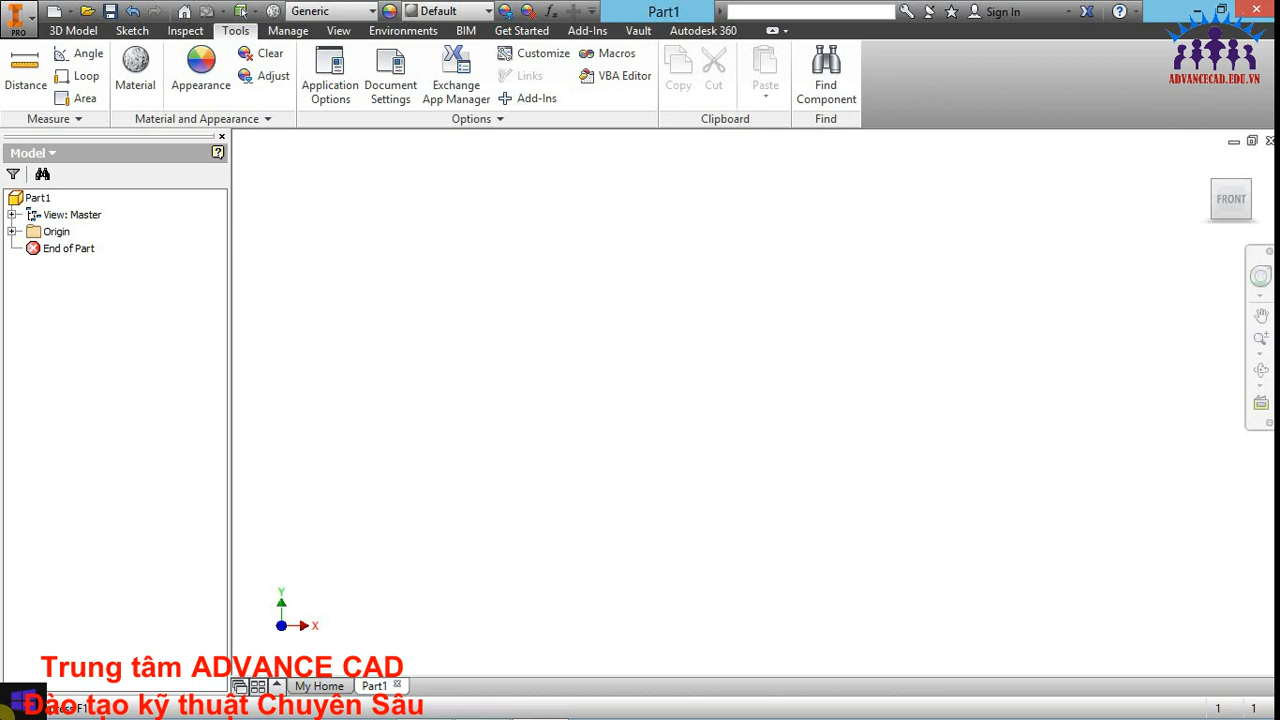 PRO
Generic
Default
Part1
Sign In
3D Model Sketch Inspect Tools Manage View Environments BIM Get Started Add-Ins Vault Autodesk 360
ADVANCECAD.EDU.VN
Distance
Angle
Loop
Area
Measure
Material
Appearance
Clear
Adjust
Material and Appearance
Application Options
Document Settings
Exchange App Manager
Customize
Links
Add-Ins
Macros
VBA Editor
Options
Copy
Cut
Paste
Clipboard
Find Component
Find
Model
Part1
View: Master
Origin
End of Part
FRONT
Y
X
My Home Part1
Trung tâm ADVANCE CAD
Đào tạo kỹ thuật Chuyên Sâu
1 1